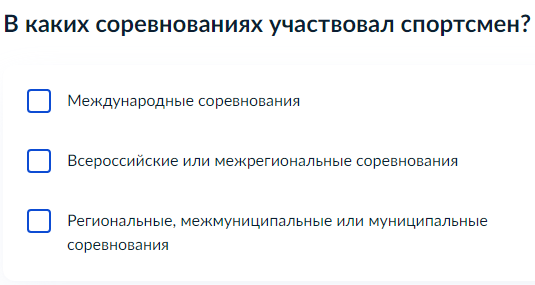 В каких соревнованиях участвовал спортсмен?
Международные соревнования
Всероссийские или межрегиональные соревнования
Региональные, межмуниципальные или муниципальные
соревнования